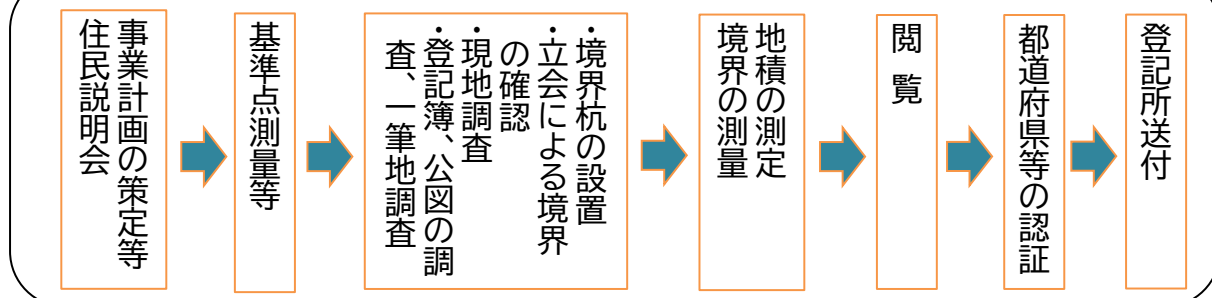 事業計画の策定等
住民説明会
基準点測量等
・境界杭の設置
・立会による境界
の確認
・現地調査
・登記簿、公図の調
査、一筆地調査
地積の測定
境界の測量
閲覧
都道府県等の認証
登記所送付